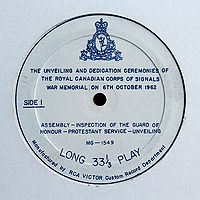 THE UNVEILING AND DEDICATION CEREMONIES OF
THE ROYAL CANADIAN CORPS OF SIGNALS
WAR MEMORIAL ON 6TH OCTOBER 1962
SIDE 1
ASSEMBLY - INSPECTION OF THE GUARD OF
HONOUR - PROTESTANT SERVICE - UNVEILING
MG-1549
LONG 33⅓ PLAY
Manufactured by RCA VICTOR Custom Record Department